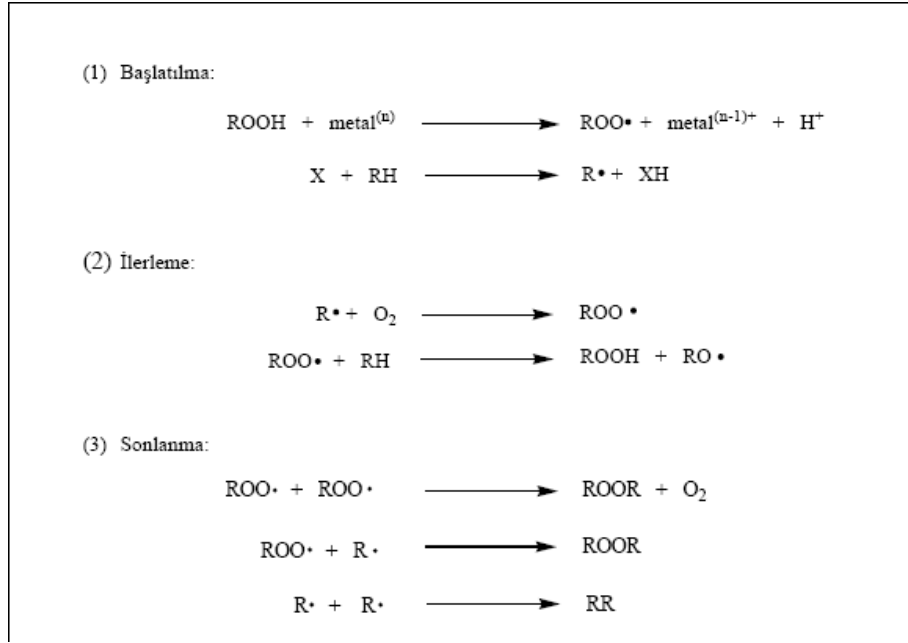 (1) Başlatılma:
ROOH + metal⁽ⁿ⁾ ⟶ ROO• + metal⁽ⁿ⁻¹⁾⁺ + H⁺
X + RH ⟶ R• + XH
(2) İlerleme:
R• + O₂ ⟶ ROO •
ROO• + RH ⟶ ROOH + RO •
(3) Sonlanma:
ROO· + ROO · ⟶ ROOR + O₂
ROO· + R · ⟶ ROOR
R· + R· ⟶ RR